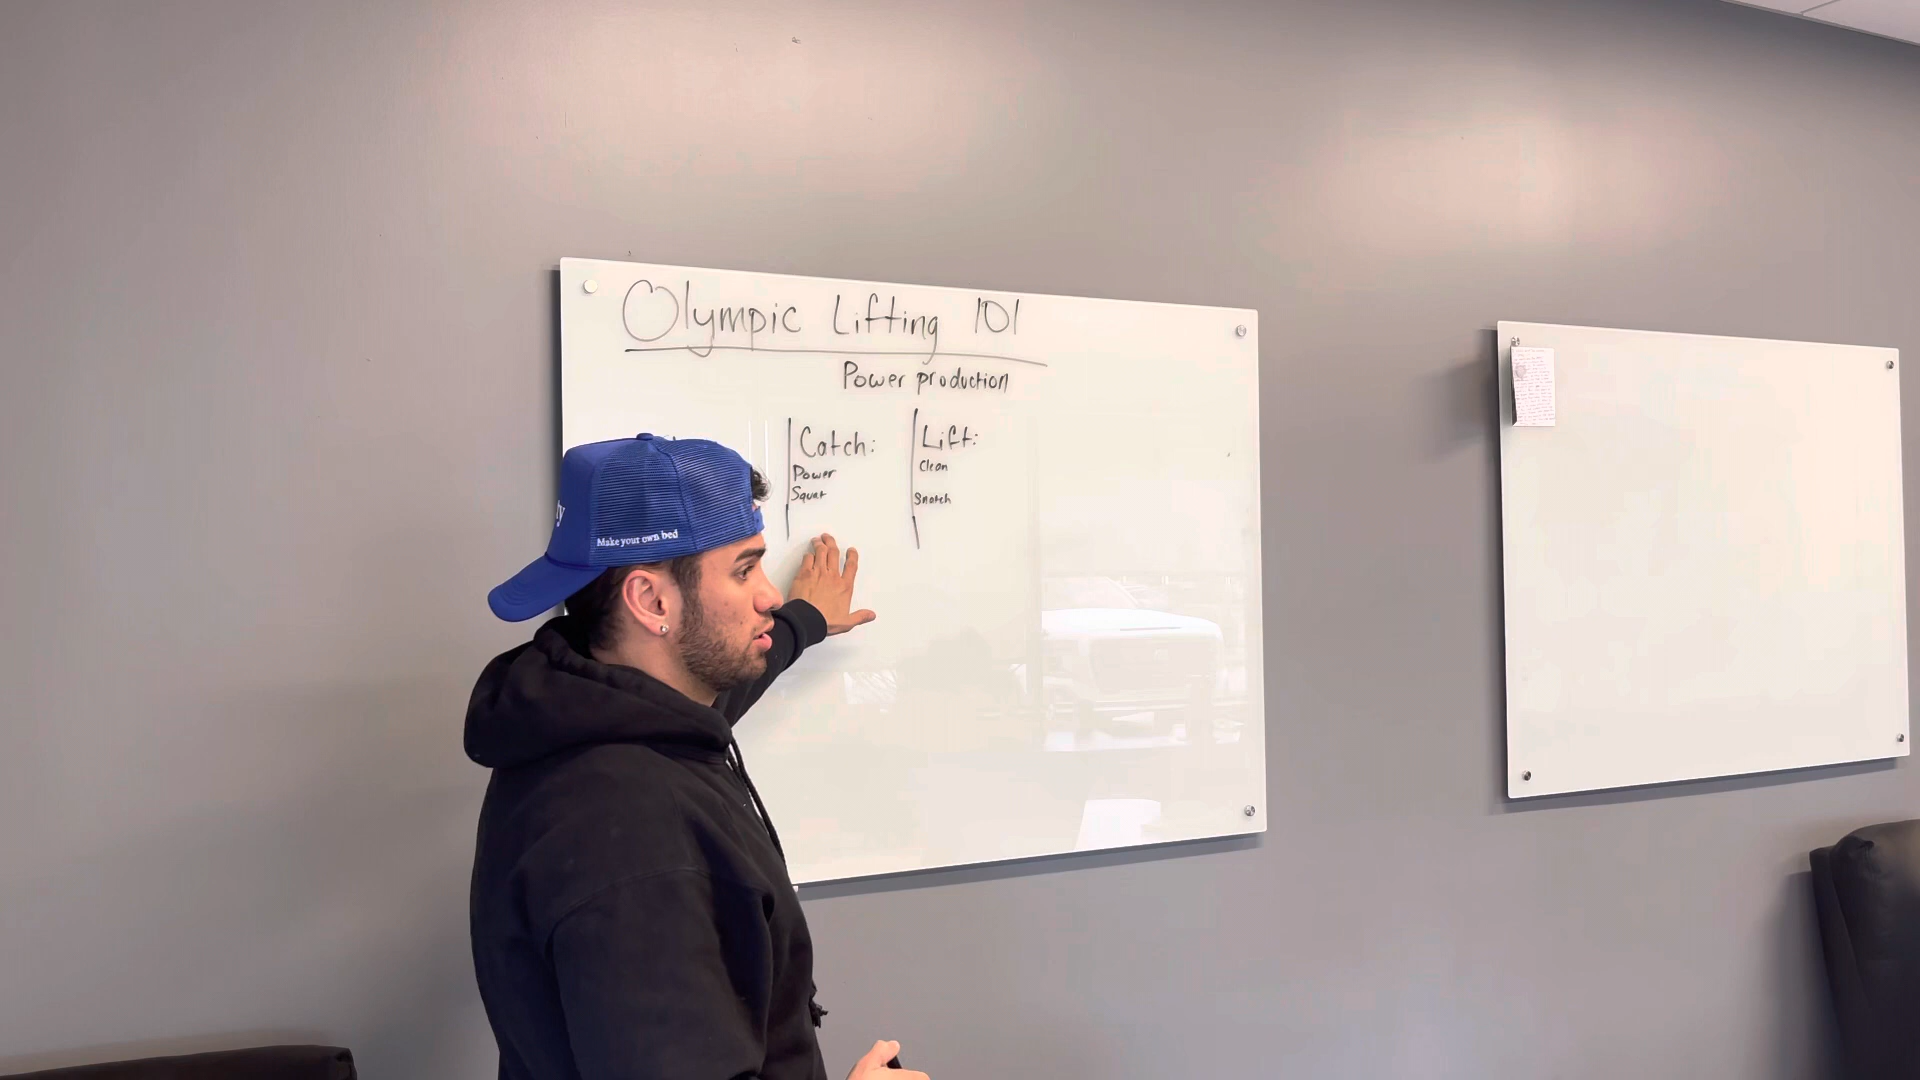 Olympic Lifting 101
Power production
Catch:
Power
Squat
Lift:
Clean
Snatch
Make your own bed